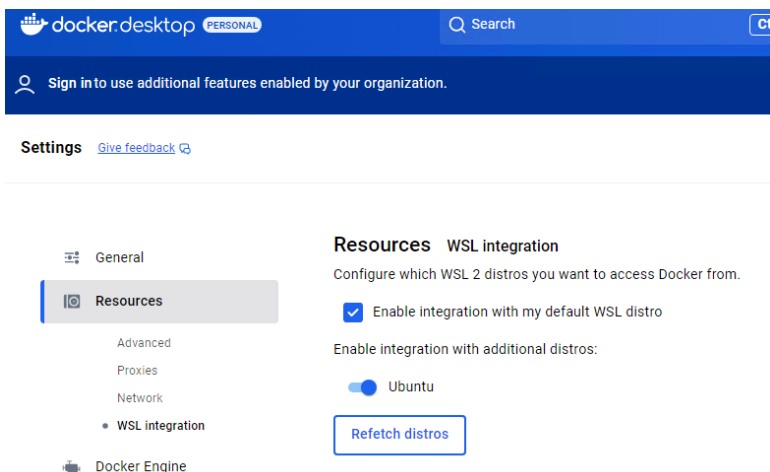 docker.desktop PERSONAL
Search
Sign in to use additional features enabled by your organization.
Settings Give feedback
General
Resources
Advanced
Proxies
Network
WSL integration
Docker Engine
Resources WSL integration
Configure which WSL 2 distros you want to access Docker from.
Enable integration with my default WSL distro
Enable integration with additional distros:
Ubuntu
Refetch distros